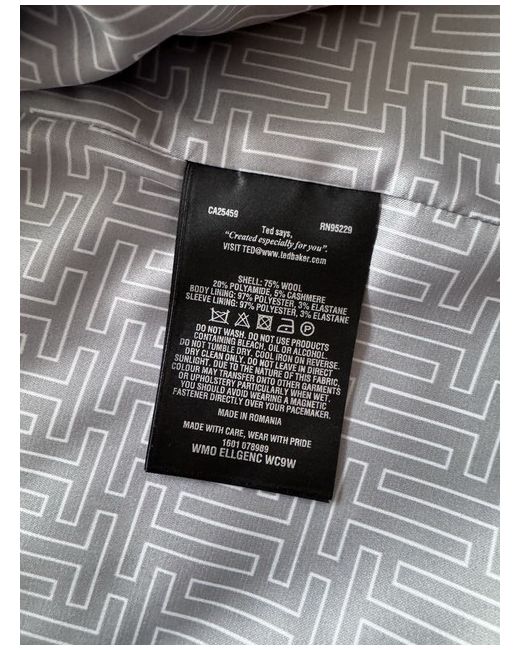 CA25459 RN95229
Ted says,
“Created especially for you”.
VISIT TED@www.tedbaker.com
SHELL: 75% WOOL
20% POLYAMIDE, 5% CASHMERE
BODY LINING: 97% POLYESTER, 3% ELASTANE
SLEEVE LINING: 97% POLYESTER, 3% ELASTANE
DO NOT WASH. DO NOT USE PRODUCTS
CONTAINING BLEACH, OIL OR ALCOHOL.
DO NOT TUMBLE DRY. COOL IRON ON REVERSE.
DRY CLEAN ONLY. DO NOT LEAVE IN DIRECT
SUNLIGHT. DUE TO THE NATURE OF THIS FABRIC,
COLOUR MAY TRANSFER ONTO OTHER GARMENTS
OR UPHOLSTERY PARTICULARLY WHEN WET.
YOU SHOULD AVOID WEARING A MAGNETIC
FASTENER DIRECTLY OVER YOUR PACEMAKER.
MADE IN ROMANIA
MADE WITH CARE, WEAR WITH PRIDE
1601 078989
WMO ELLGENC WC9W